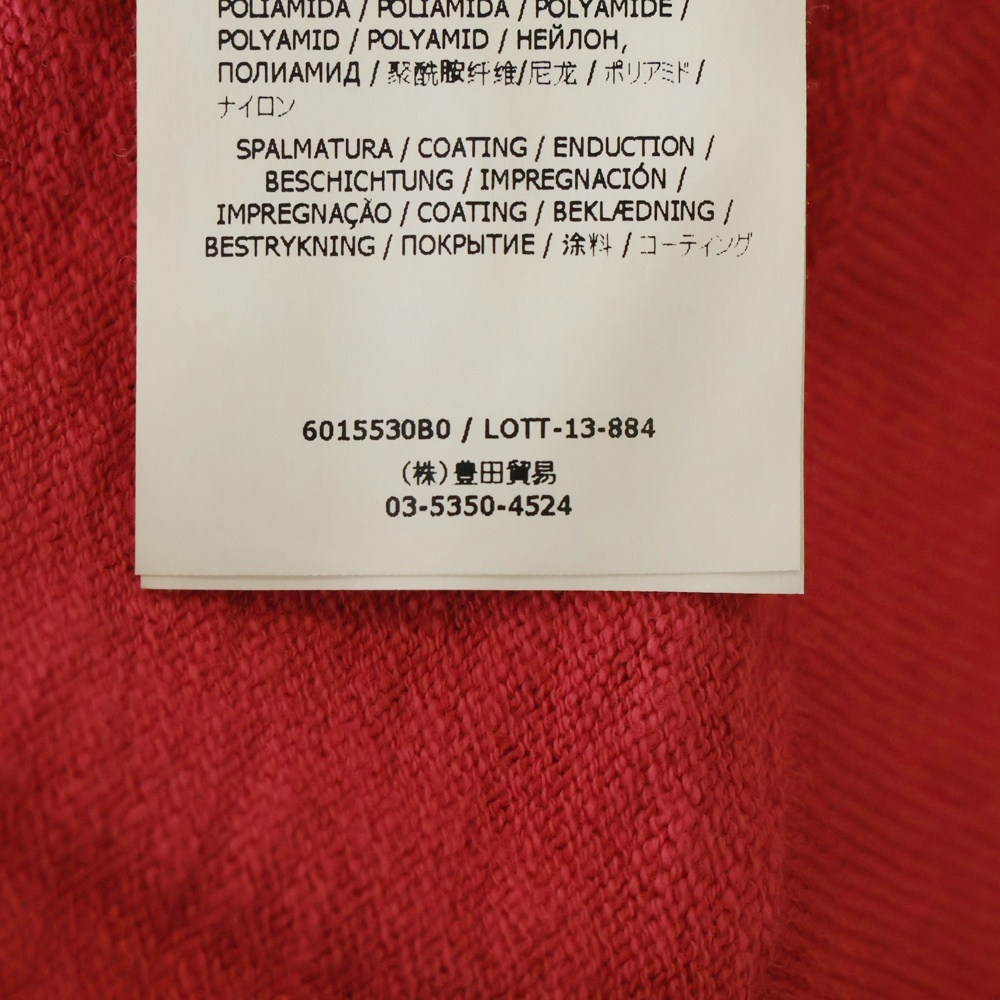 POLIAMIDA / POLIAMIDA / POLYAMIDE /
POLYAMID / POLYAMID / НЕЙЛОН,
ПОЛИАМИД / 聚酰胺纤维/尼龙 / ポリアミド /
ナイロン
SPALMATURA / COATING / ENDUCTION /
BESCHICHTUNG / IMPREGNACIÓN /
IMPREGNAÇÃO / COATING / BEKLÆDNING /
BESTRYKNING / ПОКРЫТИЕ / 涂料 / コーティング
6015530B0 / LOTT-13-884
(株)豊田貿易
03-5350-4524